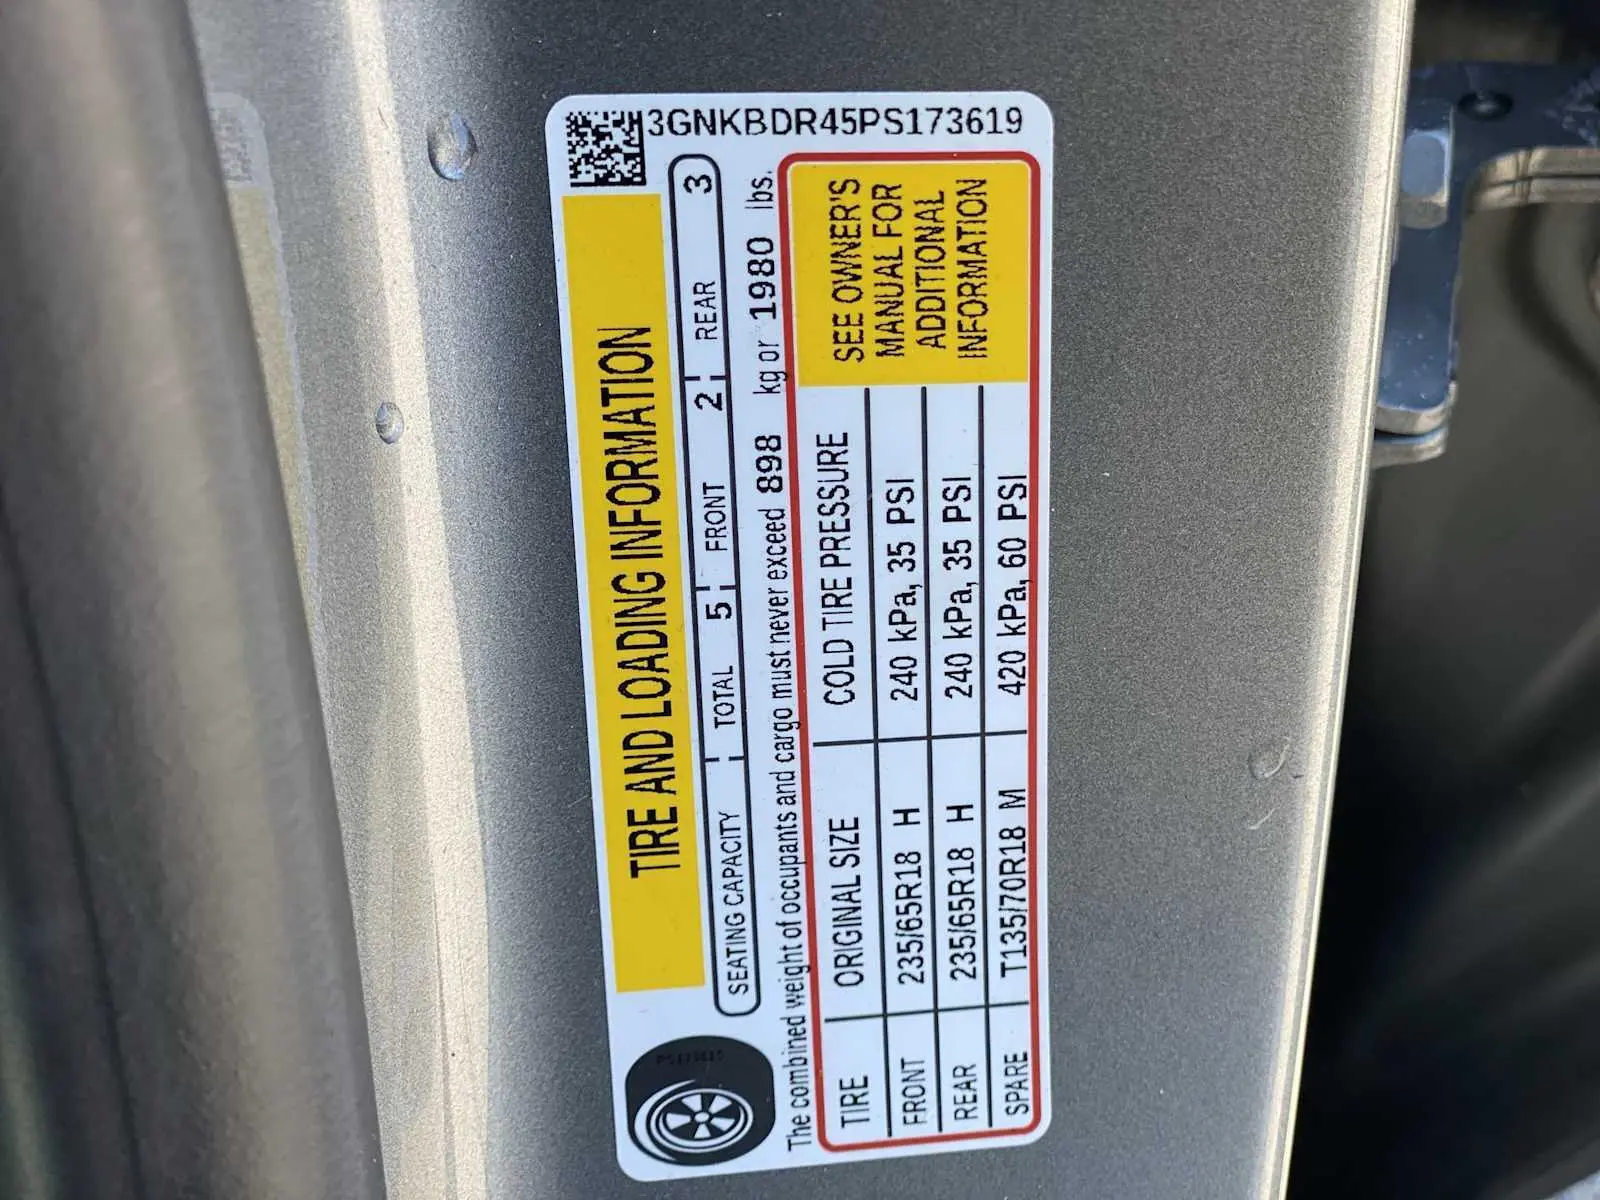 3GNKBDR45PS173619
TIRE AND LOADING INFORMATION
SEATING CAPACITY TOTAL 5 FRONT 2 REAR 3
The combined weight of occupants and cargo must never exceed 898 kg or 1980 lbs.
TIRE ORIGINAL SIZE COLD TIRE PRESSURE
FRONT 235/65R18 H 240 kPa, 35 PSI
REAR 235/65R18 H 240 kPa, 35 PSI
SPARE T135/70R18 M 420 kPa, 60 PSI
SEE OWNER'S
MANUAL FOR
ADDITIONAL
INFORMATION